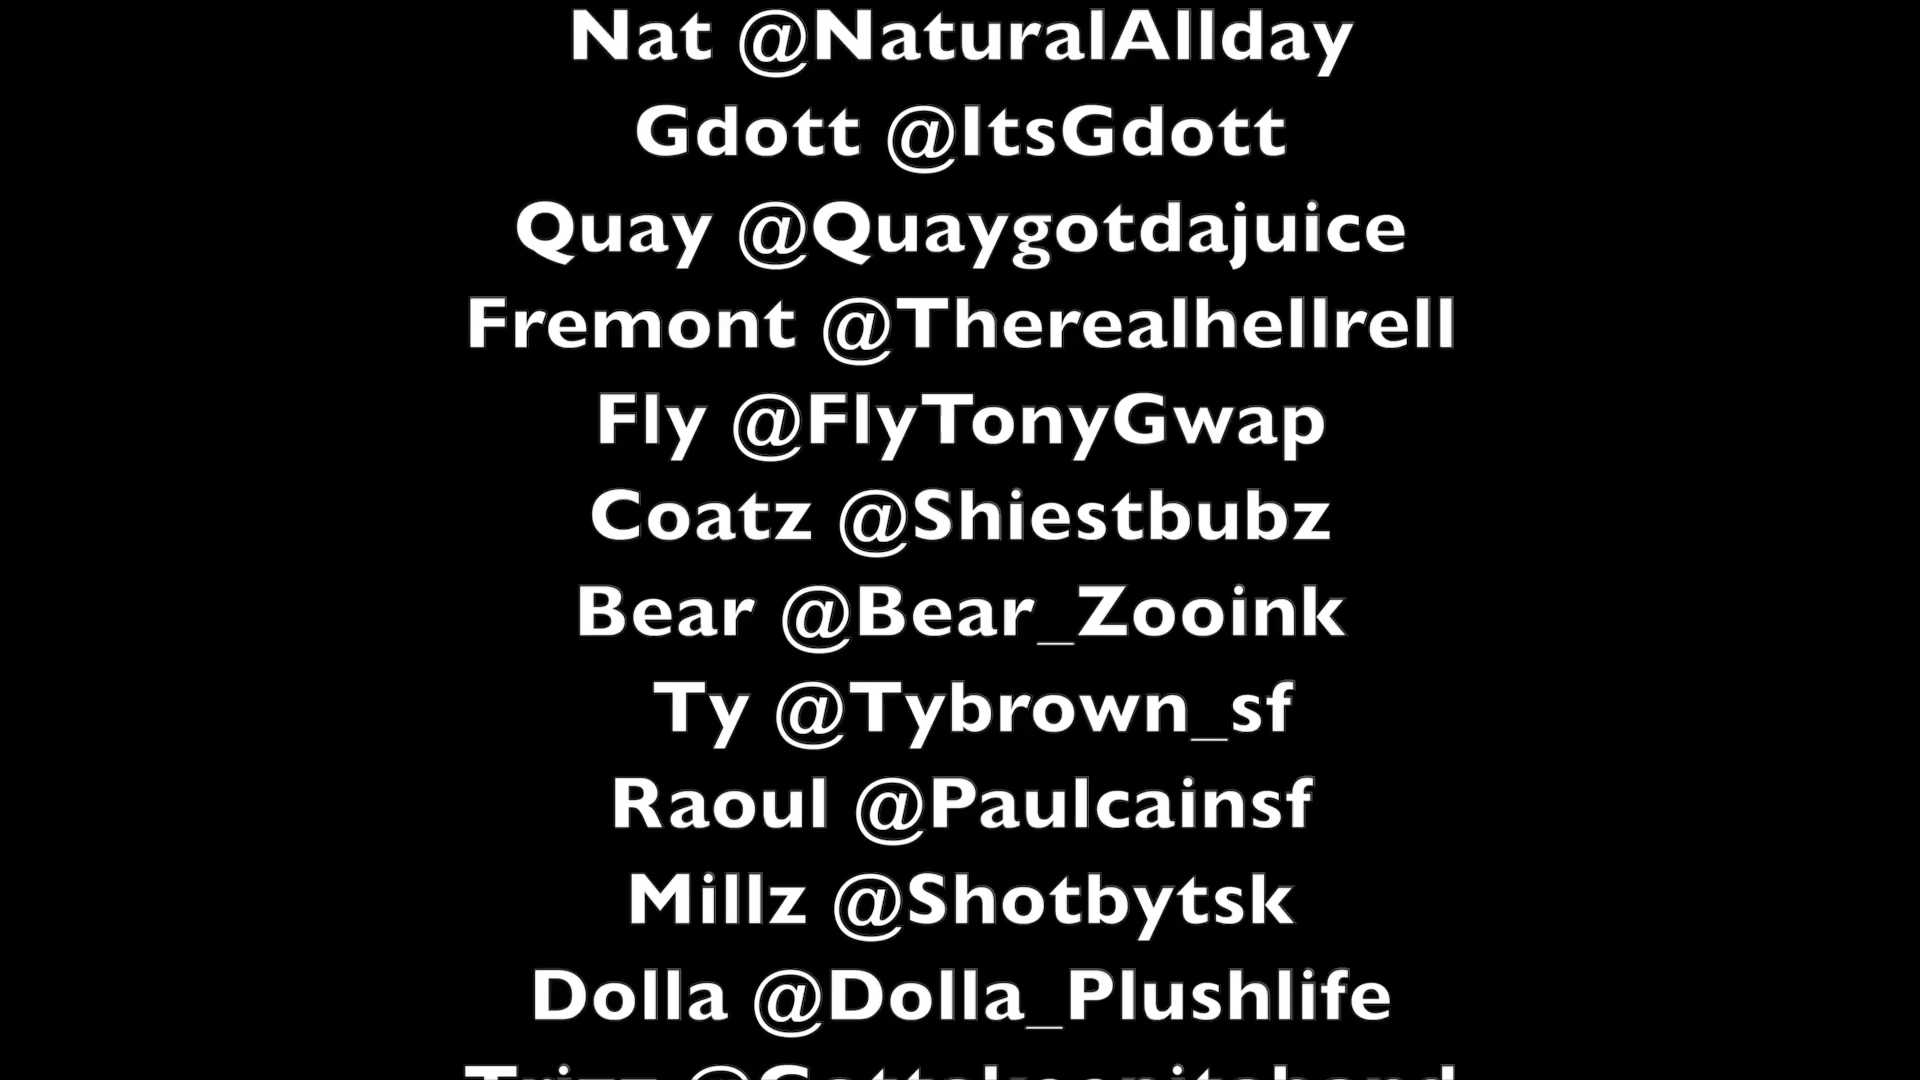 Nat @NaturalAllday
Gdott @ItsGdott
Quay @Quaygotdajuice
Fremont @Therealhellrell
Fly @FlyTonyGwap
Coatz @Shiestbubz
Bear @Bear_Zooink
Ty @Tybrown_sf
Raoul @Paulcainsf
Millz @Shotbytsk
Dolla @Dolla_Plushlife